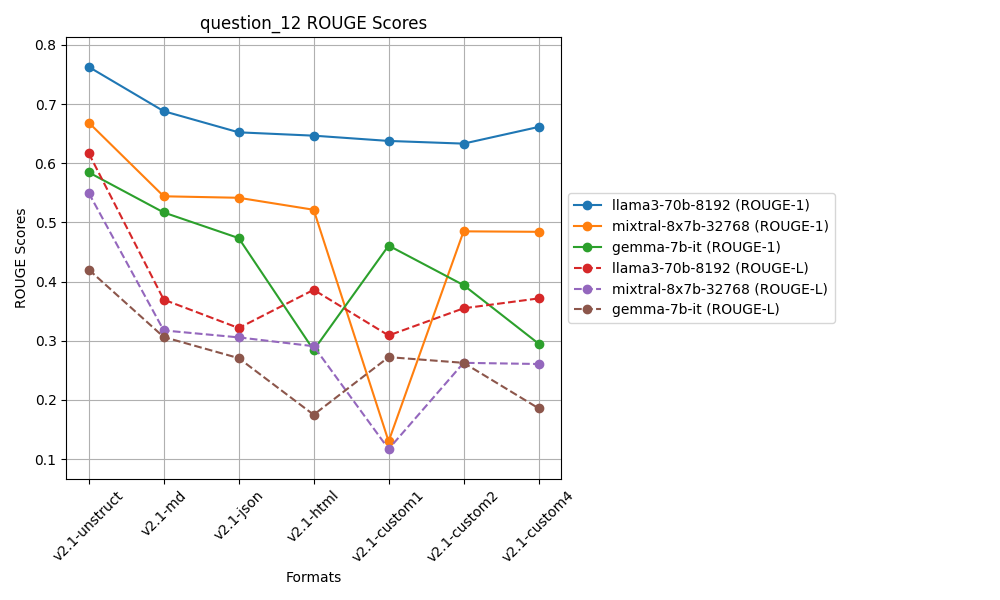 question_12 ROUGE Scores
ROUGE Scores
0.8
0.7
0.6
0.5
0.4
0.3
0.2
0.1
v2.1-unstruct
v2.1-md
v2.1-json
v2.1-html
v2.1-custom1
v2.1-custom2
v2.1-custom4
Formats
llama3-70b-8192 (ROUGE-1)
mixtral-8x7b-32768 (ROUGE-1)
gemma-7b-it (ROUGE-1)
llama3-70b-8192 (ROUGE-L)
mixtral-8x7b-32768 (ROUGE-L)
gemma-7b-it (ROUGE-L)